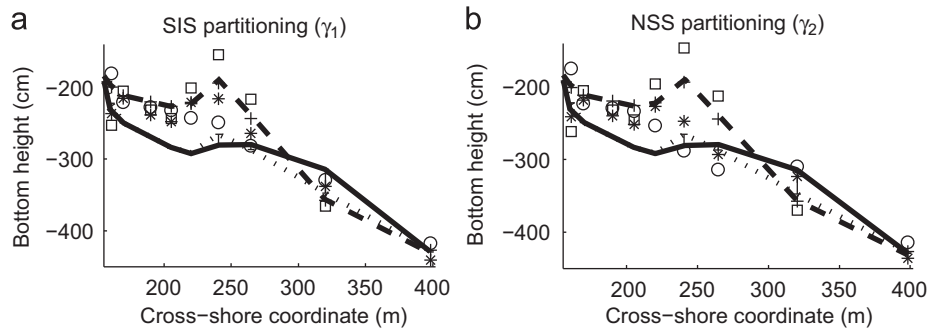 a
SIS partitioning (γ1)
Bottom height (cm)
−200
−300
−400
200 250 300 350 400
Cross−shore coordinate (m)
b
NSS partitioning (γ2)
Bottom height (cm)
−200
−300
−400
200 250 300 350 400
Cross−shore coordinate (m)